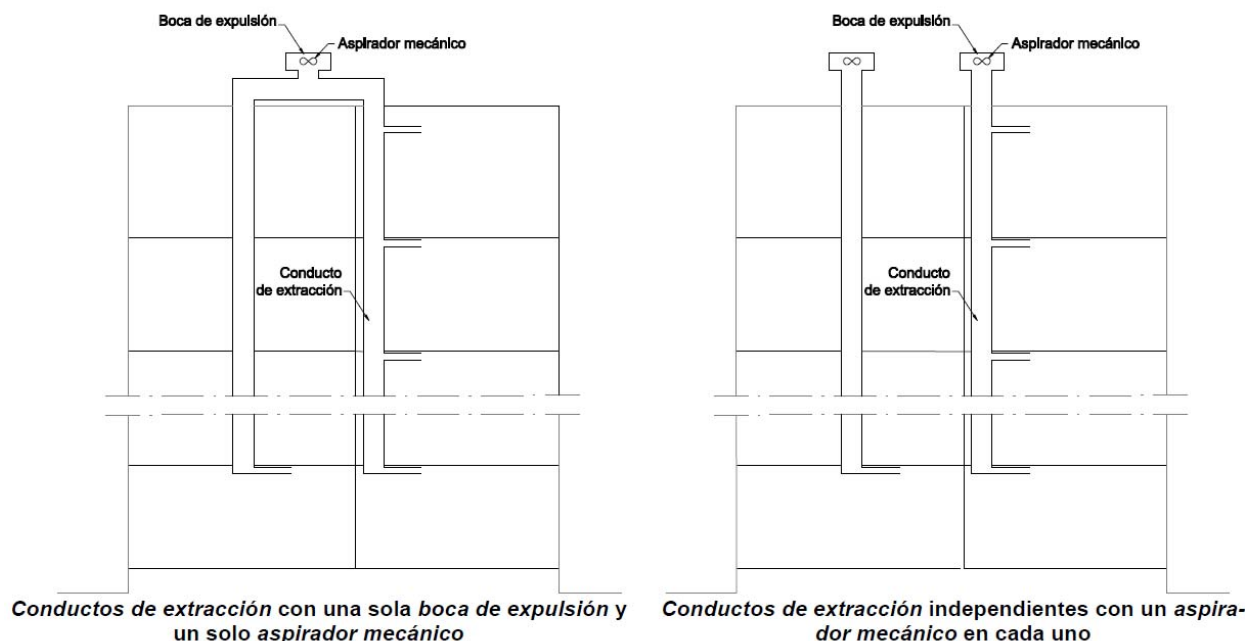 Boca de expulsión
Aspirador mecánico
Conducto
de extracción
Conductos de extracción con una sola boca de expulsión y
un solo aspirador mecánico
Boca de expulsión
Aspirador mecánico
Conducto
de extracción
Conductos de extracción independientes con un aspira-
dor mecánico en cada uno